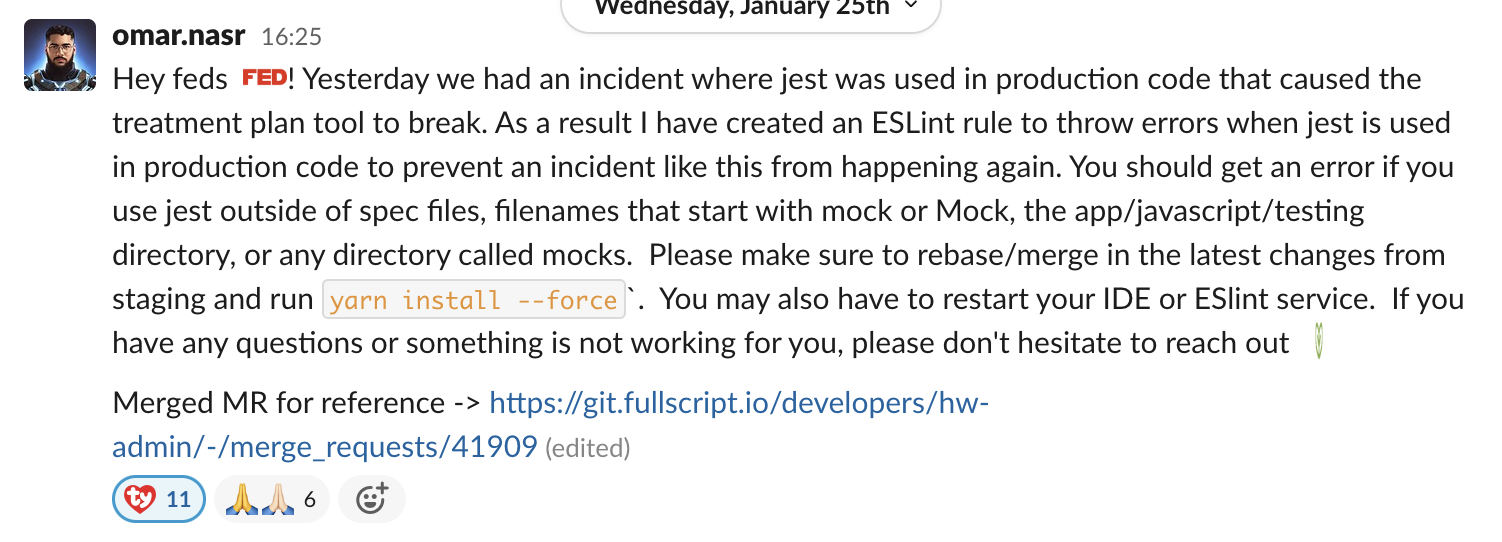 Wednesday, January 25th
omar.nasr 16:25
Hey feds FED! Yesterday we had an incident where jest was used in production code that caused the
treatment plan tool to break. As a result I have created an ESLint rule to throw errors when jest is used
in production code to prevent an incident like this from happening again. You should get an error if you
use jest outside of spec files, filenames that start with mock or Mock, the app/javascript/testing
directory, or any directory called mocks.  Please make sure to rebase/merge in the latest changes from
staging and run yarn install --force`.  You may also have to restart your IDE or ESlint service.  If you
have any questions or something is not working for you, please don't hesitate to reach out
Merged MR for reference -> https://git.fullscript.io/developers/hw-
admin/-/merge_requests/41909 (edited)
ty 11 6